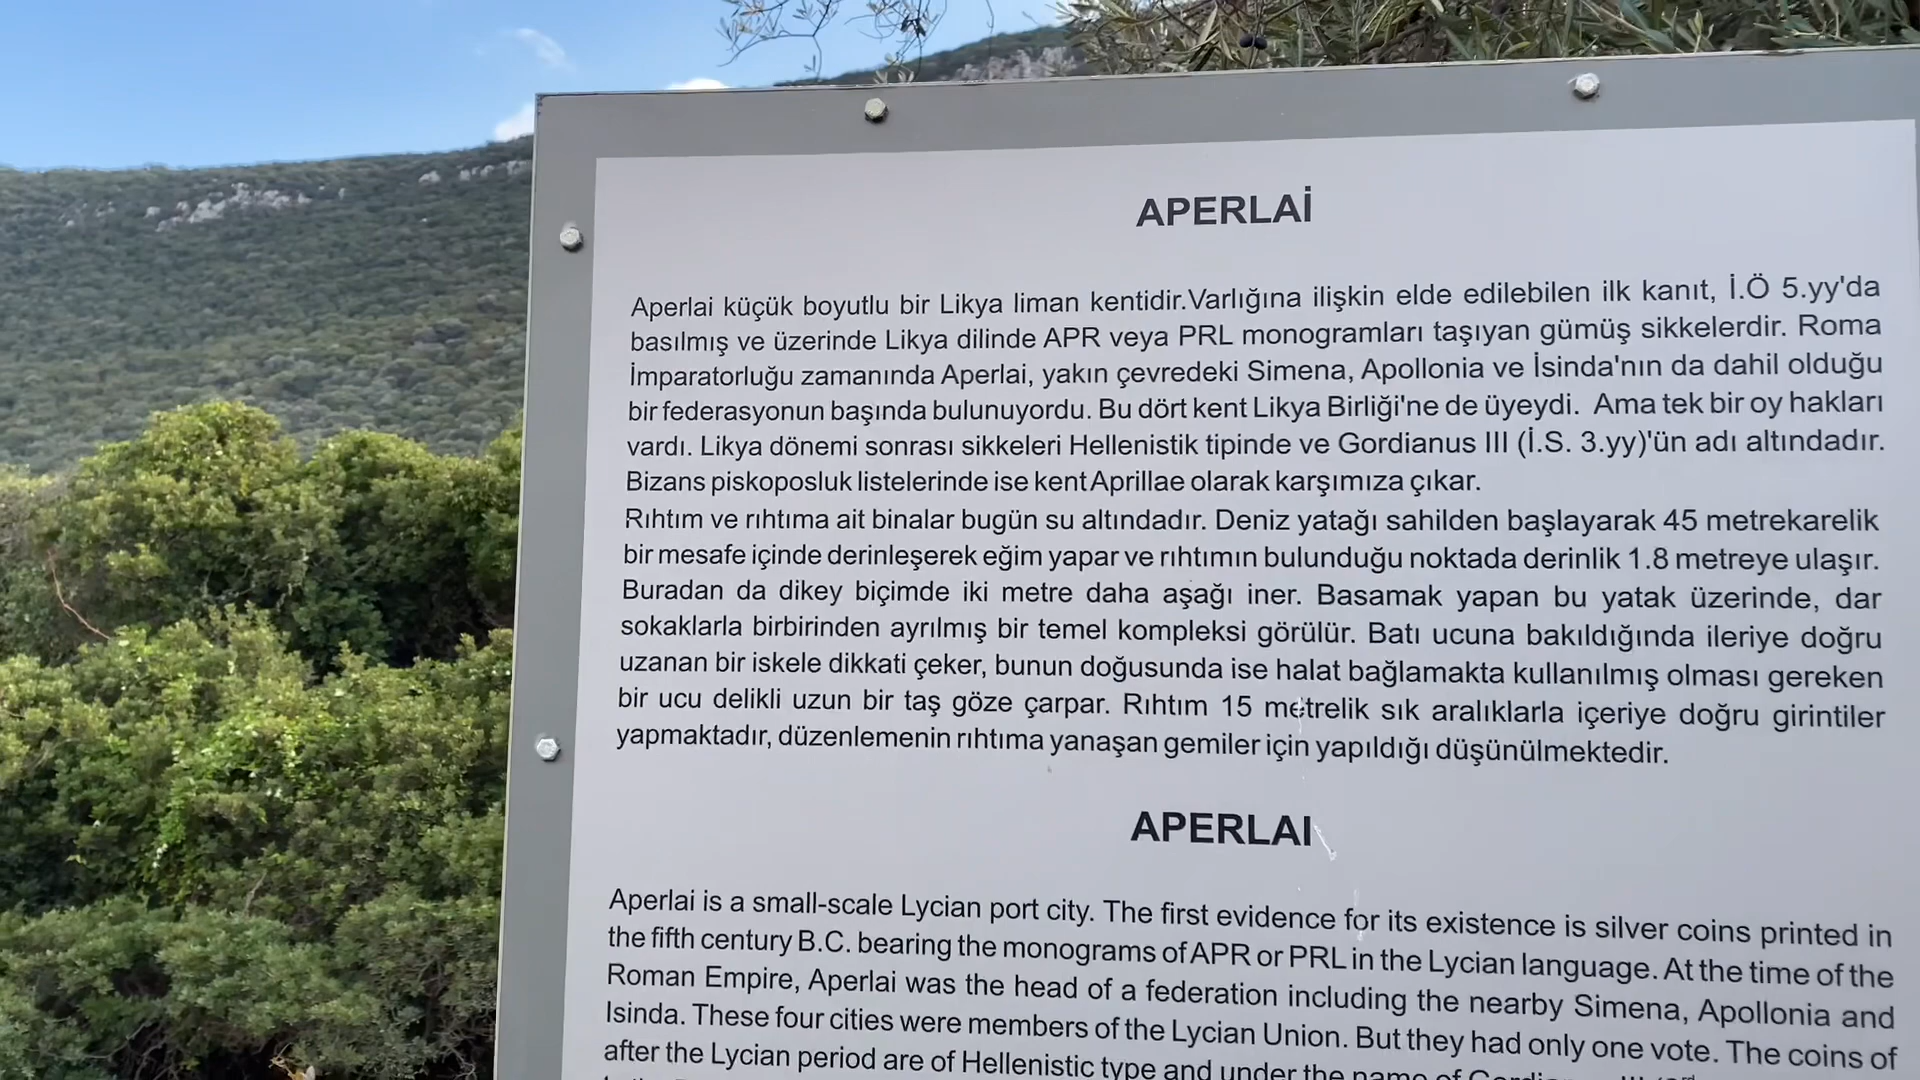 APERLAİ
Aperlai küçük boyutlu bir Likya liman kentidir.Varlığına ilişkin elde edilebilen ilk kanıt, İ.Ö 5.yy'da
basılmış ve üzerinde Likya dilinde APR veya PRL monogramları taşıyan gümüş sikkelerdir. Roma
İmparatorluğu zamanında Aperlai, yakın çevredeki Simena, Apollonia ve İsinda'nın da dahil olduğu
bir federasyonun başında bulunuyordu. Bu dört kent Likya Birliği'ne de üyeydi. Ama tek bir oy hakları
vardı. Likya dönemi sonrası sikkeleri Hellenistik tipinde ve Gordianus III (İ.S. 3.yy)'ün adı altındadır.
Bizans piskoposluk listelerinde ise kent Aprillae olarak karşımıza çıkar.
Rıhtım ve rıhtıma ait binalar bugün su altındadır. Deniz yatağı sahilden başlayarak 45 metrekarelik
bir mesafe içinde derinleşerek eğim yapar ve rıhtımın bulunduğu noktada derinlik 1.8 metreye ulaşır.
Buradan da dikey biçimde iki metre daha aşağı iner. Basamak yapan bu yatak üzerinde, dar
sokaklarla birbirinden ayrılmış bir temel kompleksi görülür. Batı ucuna bakıldığında ileriye doğru
uzanan bir iskele dikkati çeker, bunun doğusunda ise halat bağlamakta kullanılmış olması gereken
bir ucu delikli uzun bir taş göze çarpar. Rıhtım 15 metrelik sık aralıklarla içeriye doğru girintiler
yapmaktadır, düzenlemenin rıhtıma yanaşan gemiler için yapıldığı düşünülmektedir.
APERLAI
Aperlai is a small-scale Lycian port city. The first evidence for its existence is silver coins printed in
the fifth century B.C. bearing the monograms of APR or PRL in the Lycian language. At the time of the
Roman Empire, Aperlai was the head of a federation including the nearby Simena, Apollonia and
Isinda. These four cities were members of the Lycian Union. But they had only one vote. The coins of
after the Lycian period are of Hellenistic type and under the name of